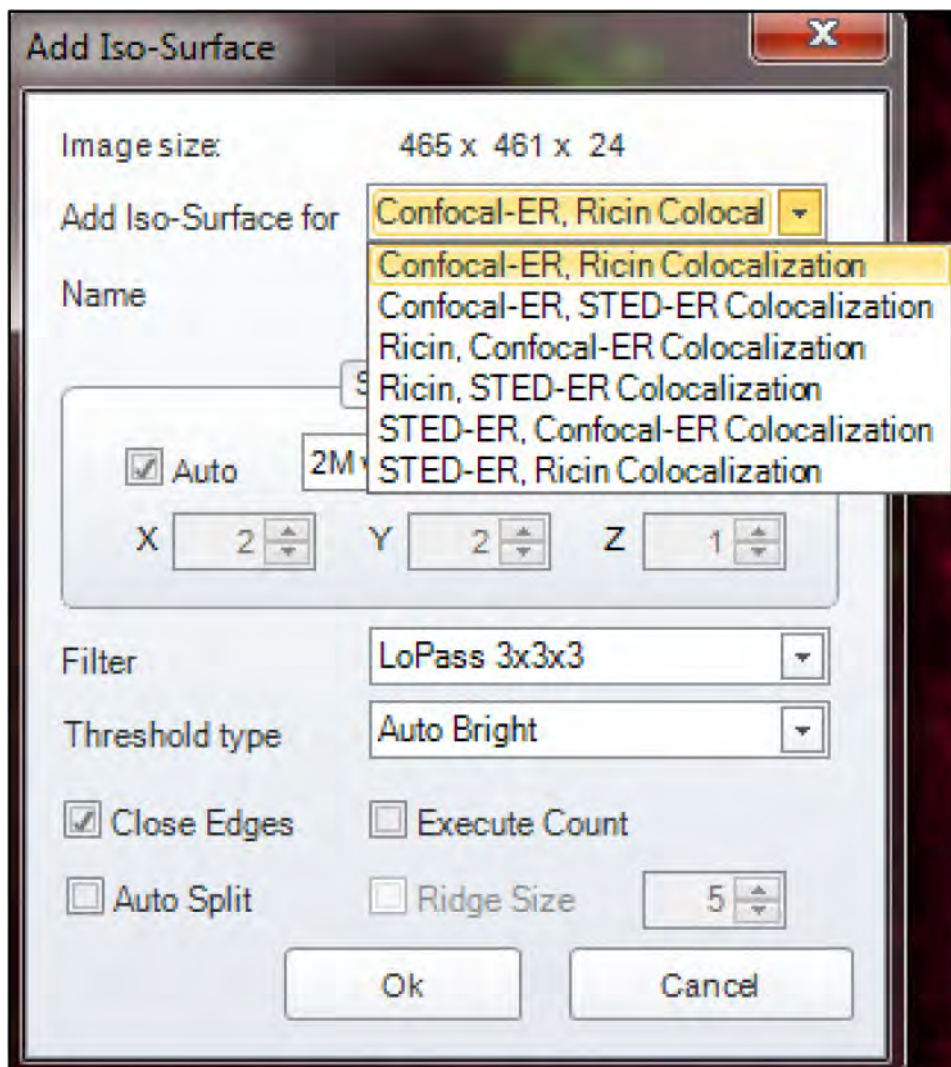 Add Iso-Surface
Image size: 465 x 461 x 24
Add Iso-Surface for Confocal-ER, Ricin Colocal
Confocal-ER, Ricin Colocalization
Name
Confocal-ER, STED-ER Colocalization
Ricin, Confocal-ER Colocalization
Ricin, STED-ER Colocalization
STED-ER, Confocal-ER Colocalization
STED-ER, Ricin Colocalization
Auto 2M
X 2 Y 2 Z 1
Filter LoPass 3x3x3
Threshold type Auto Bright
Close Edges Execute Count
Auto Split Ridge Size 5
Ok Cancel